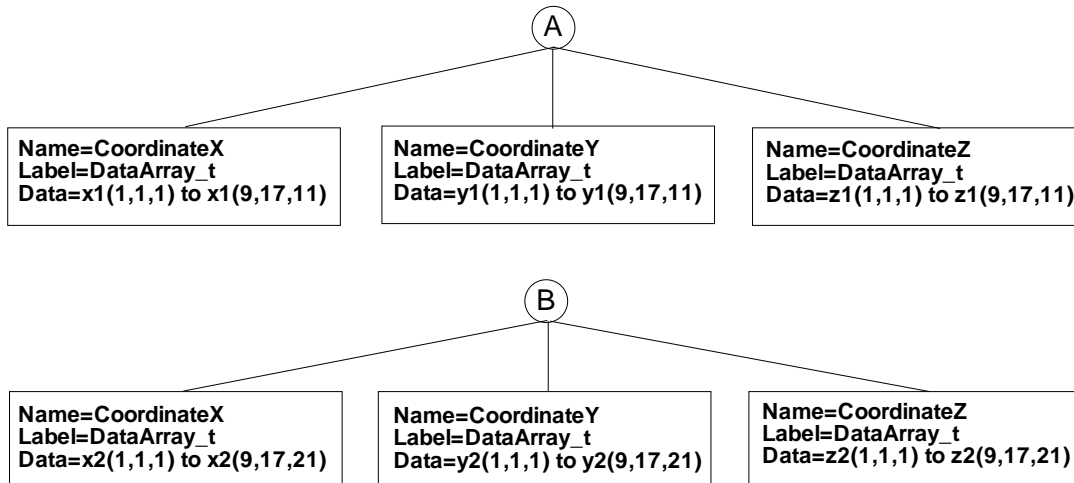 A
Name=CoordinateX
Label=DataArray_t
Data=x1(1,1,1) to x1(9,17,11)
Name=CoordinateY
Label=DataArray_t
Data=y1(1,1,1) to y1(9,17,11)
Name=CoordinateZ
Label=DataArray_t
Data=z1(1,1,1) to z1(9,17,11)
B
Name=CoordinateX
Label=DataArray_t
Data=x2(1,1,1) to x2(9,17,21)
Name=CoordinateY
Label=DataArray_t
Data=y2(1,1,1) to y2(9,17,21)
Name=CoordinateZ
Label=DataArray_t
Data=z2(1,1,1) to z2(9,17,21)